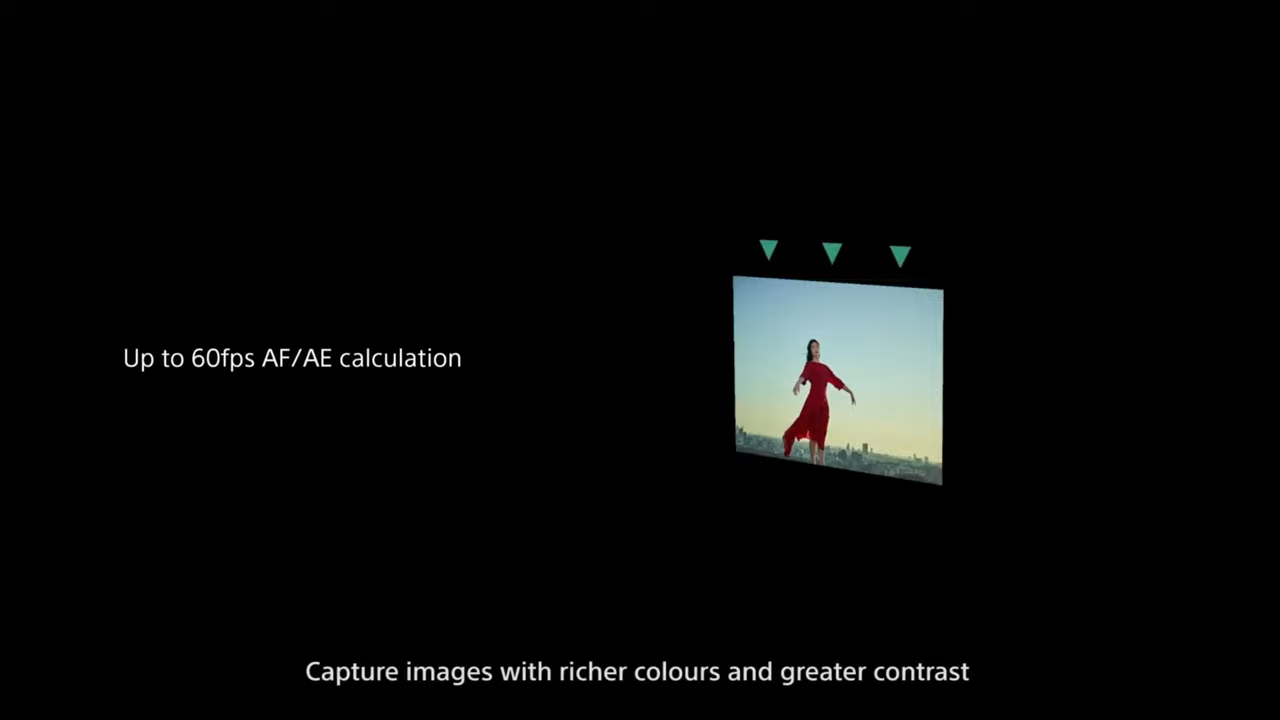 Up to 60fps AF/AE calculation
Capture images with richer colours and greater contrast